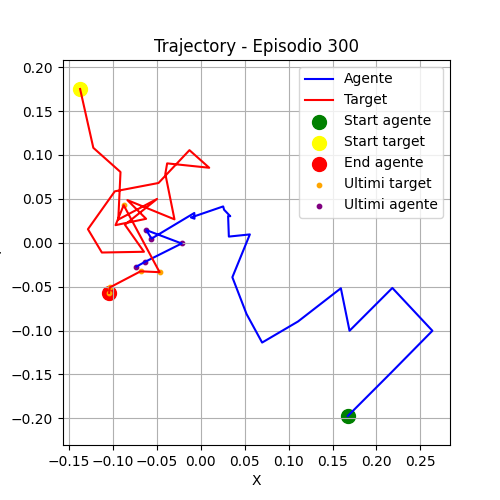 Trajectory - Episodio 300
0.20
0.15
0.10
0.05
0.00
−0.05
−0.10
−0.15
−0.20
−0.15 −0.10 −0.05 0.00 0.05 0.10 0.15 0.20 0.25
X
Agente
Target
Start agente
Start target
End agente
Ultimi target
Ultimi agente